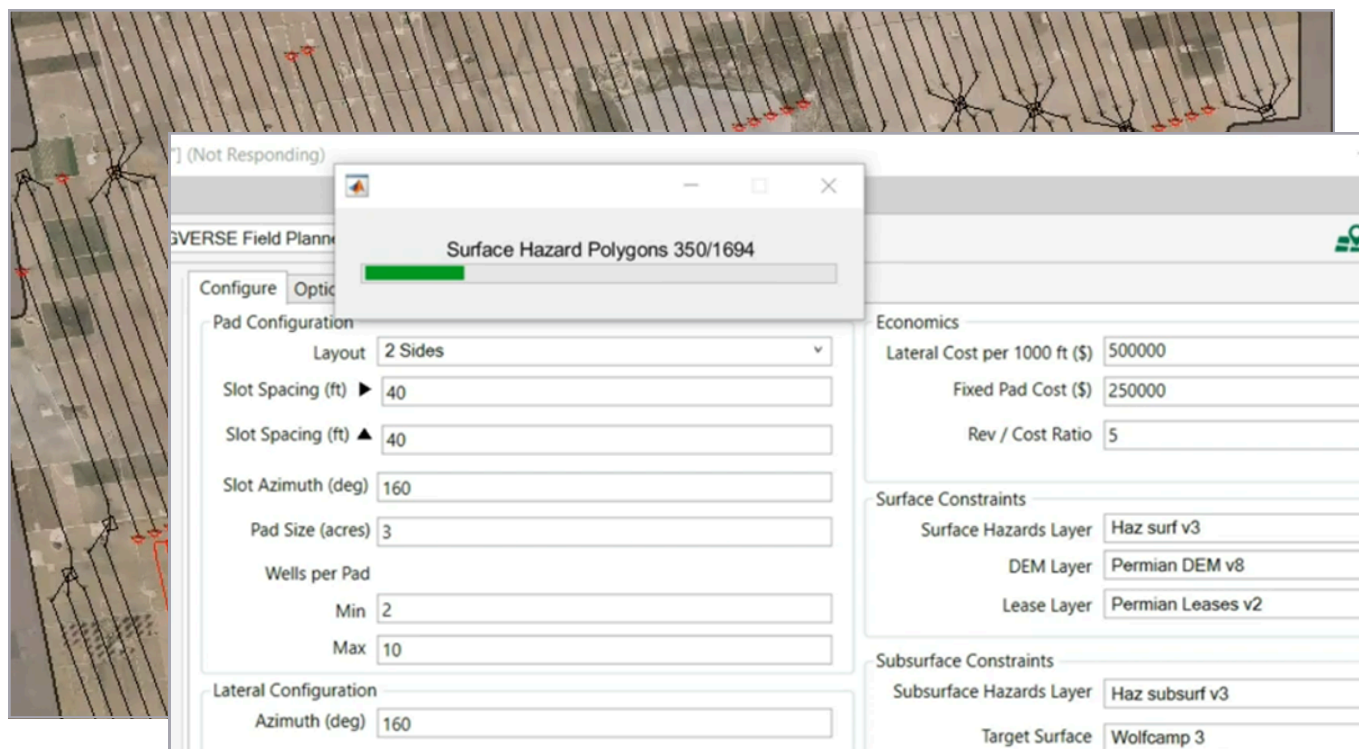 "] (Not Responding)
Surface Hazard Polygons 350/1694
GVERSE Field Planne
Configure
Optio
Pad Configuration
Layout 2 Sides
Slot Spacing (ft) ▶ 40
Slot Spacing (ft) ▲ 40
Slot Azimuth (deg) 160
Pad Size (acres) 3
Wells per Pad
Min 2
Max 10
Lateral Configuration
Azimuth (deg) 160
Economics
Lateral Cost per 1000 ft ($) 500000
Fixed Pad Cost ($) 250000
Rev / Cost Ratio 5
Surface Constraints
Surface Hazards Layer Haz surf v3
DEM Layer Permian DEM v8
Lease Layer Permian Leases v2
Subsurface Constraints
Subsurface Hazards Layer Haz subsurf v3
Target Surface Wolfcamp 3